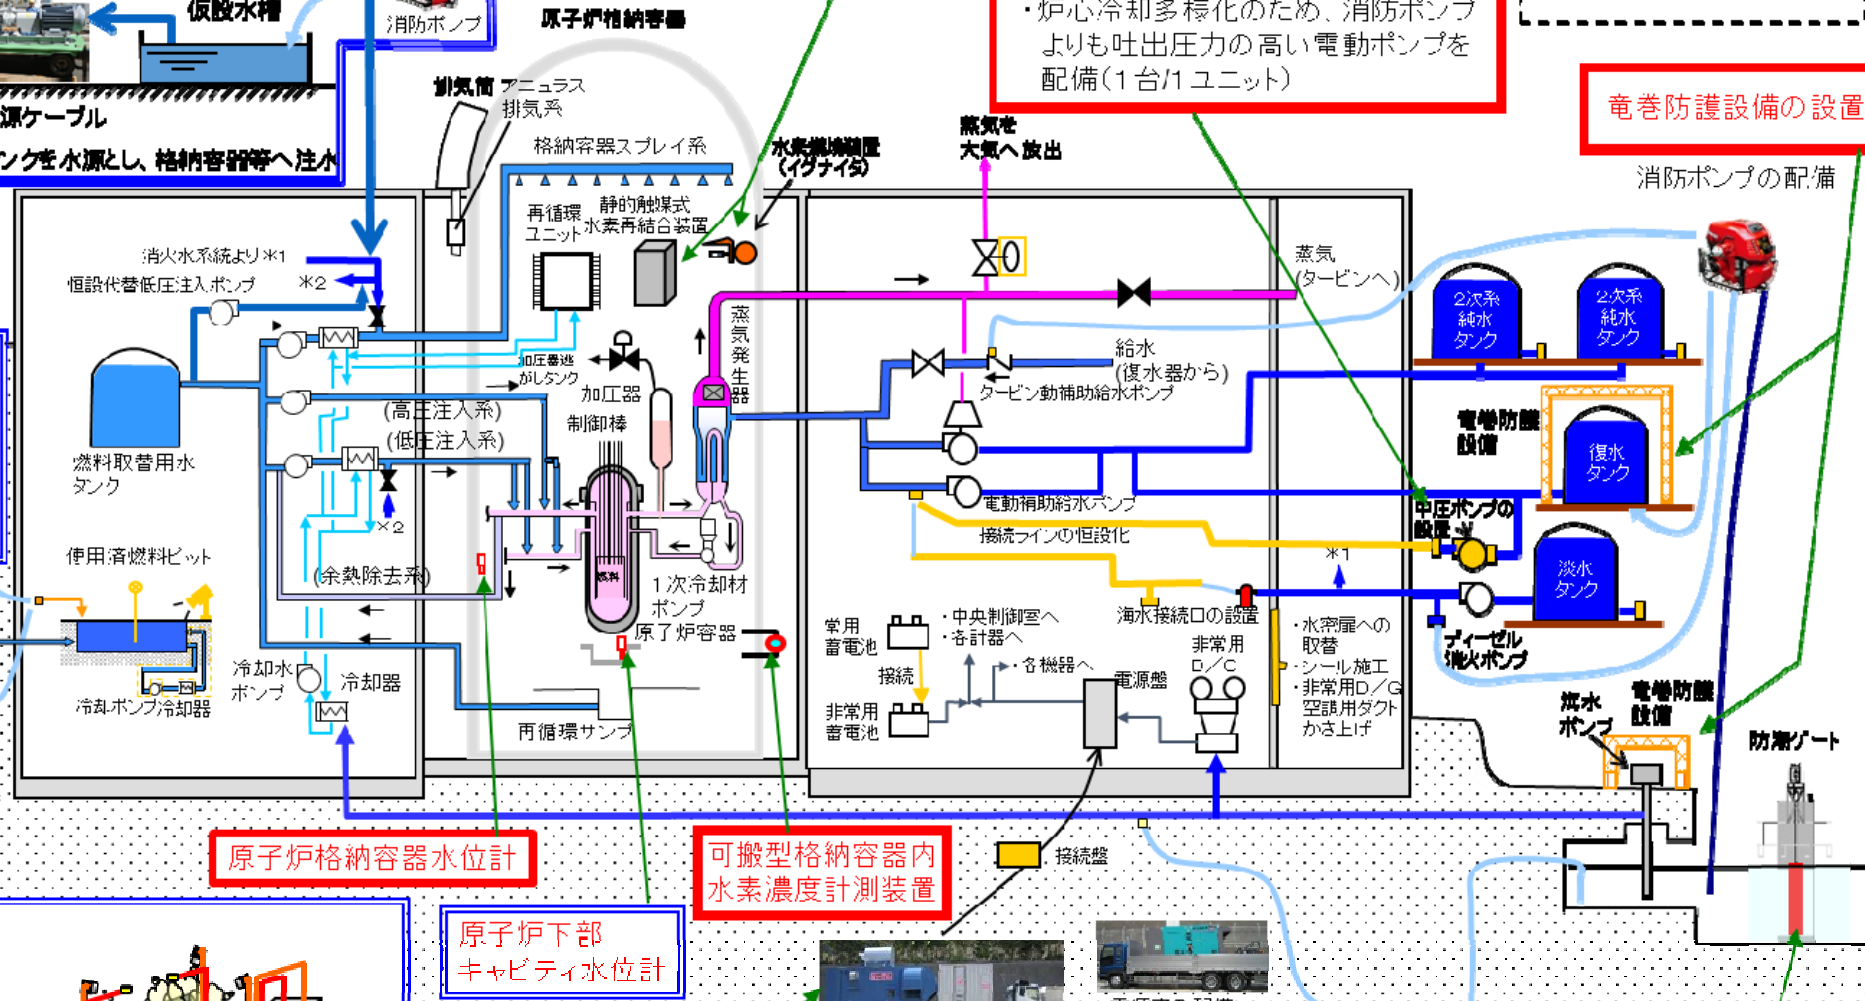 仮設水槽
消防ポンプ
原子炉格納容器
・炉心冷却多様化のため、消防ポンプ
よりも吐出圧力の高い電動ポンプを
配備(1台/1ユニット)
竜巻防護設備の設置
消防ポンプの配備
源ケーブル
ンクを水源とし、格納容器等へ注水
排気筒
アニュラス
排気系
格納容器スプレイ系
水素燃焼装置
(イグナイタ)
蒸気を
大気へ放出
再循環
ユニット
静的触媒式
水素再結合装置
消火水系統より＊1
＊2
恒設代替低圧注入ポンプ
蒸気
(タービンへ)
2次系
純水
タンク
2次系
純水
タンク
蒸気発生器
加圧器逃
がしタンク
加圧器
制御棒
給水
(復水器から)
タービン動補助給水ポンプ
(高圧注入系)
(低圧注入系)
燃料取替用水
タンク
竜巻防護
設備
復水
タンク
電動補助給水ポンプ
接続ラインの恒設化
中圧ポンプの
設置
＊2
＊1
使用済燃料ピット
(余熱除去系)
燃料
1次冷却材
ポンプ
原子炉容器
淡水
タンク
海水接続口の設置
ディーゼル
消火ポンプ
常用
蓄電池
・中央制御室へ
・各計器へ
・各機器へ
接続
非常用
蓄電池
電源盤
非常用
D/G
・水密扉への
取替
・シール施工
・非常用D/G
空調用ダクト
かさ上げ
冷却水
ポンプ
冷却器
冷却ポンプ
冷却器
再循環サンプ
海水
ポンプ
竜巻防護
設備
防潮ゲート
原子炉格納容器水位計
可搬型格納容器内
水素濃度計測装置
接続盤
原子炉下部
キャビティ水位計